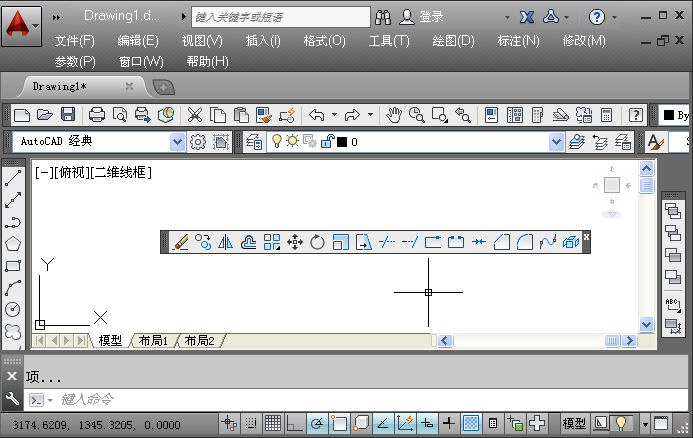 Drawing1.d... 键入关键字或短语 登录
文件(F) 编辑(E) 视图(V) 插入(I) 格式(O) 工具(T) 绘图(D) 标注(N) 修改(M)
参数(P) 窗口(W) 帮助(H)
Drawing1*
By
AutoCAD 经典 0
[-][俯视][二维线框]
北
西
东
南
Y
X
ABC
模型 布局1 布局2
项...
键入命令
3174.6209, 1345.3205, 0.0000 模型